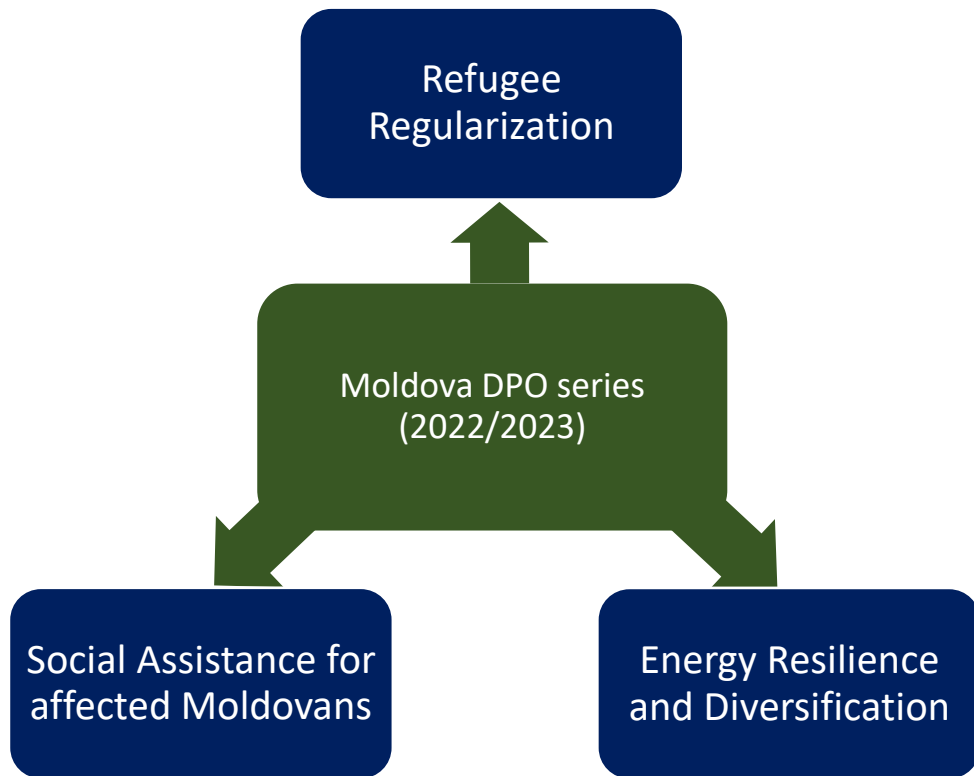 Refugee
Regularization
Moldova DPO series
(2022/2023)
Social Assistance for
affected Moldovans
Energy Resilience
and Diversification